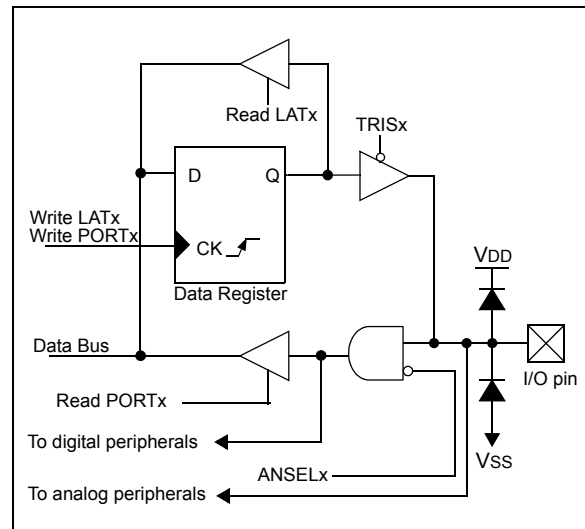 Read LATx
TRISx
D
Q
Write LATx
Write PORTx
CK
Data Register
VDD
Data Bus
I/O pin
Read PORTx
To digital peripherals
ANSELx
VSS
To analog peripherals